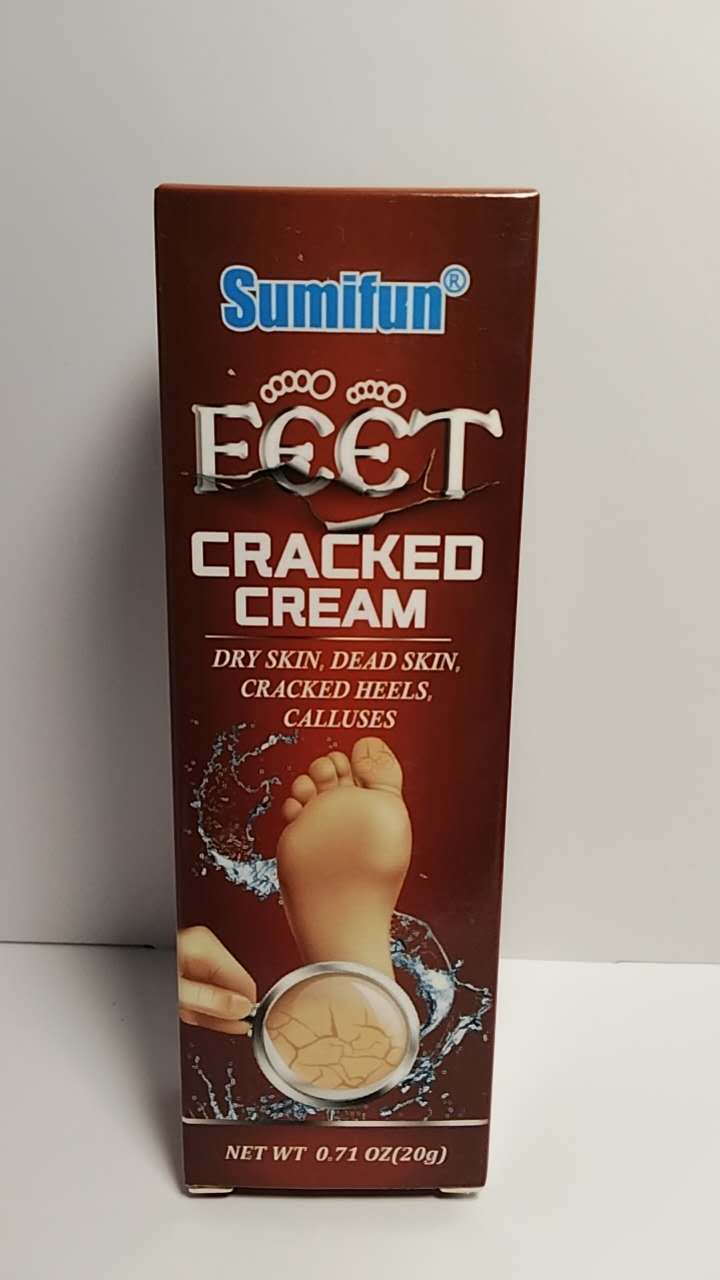 Sumifun®
FEET
CRACKED
CREAM
DRY SKIN, DEAD SKIN,
CRACKED HEELS,
CALLUSES
NET WT 0.71 OZ(20g)